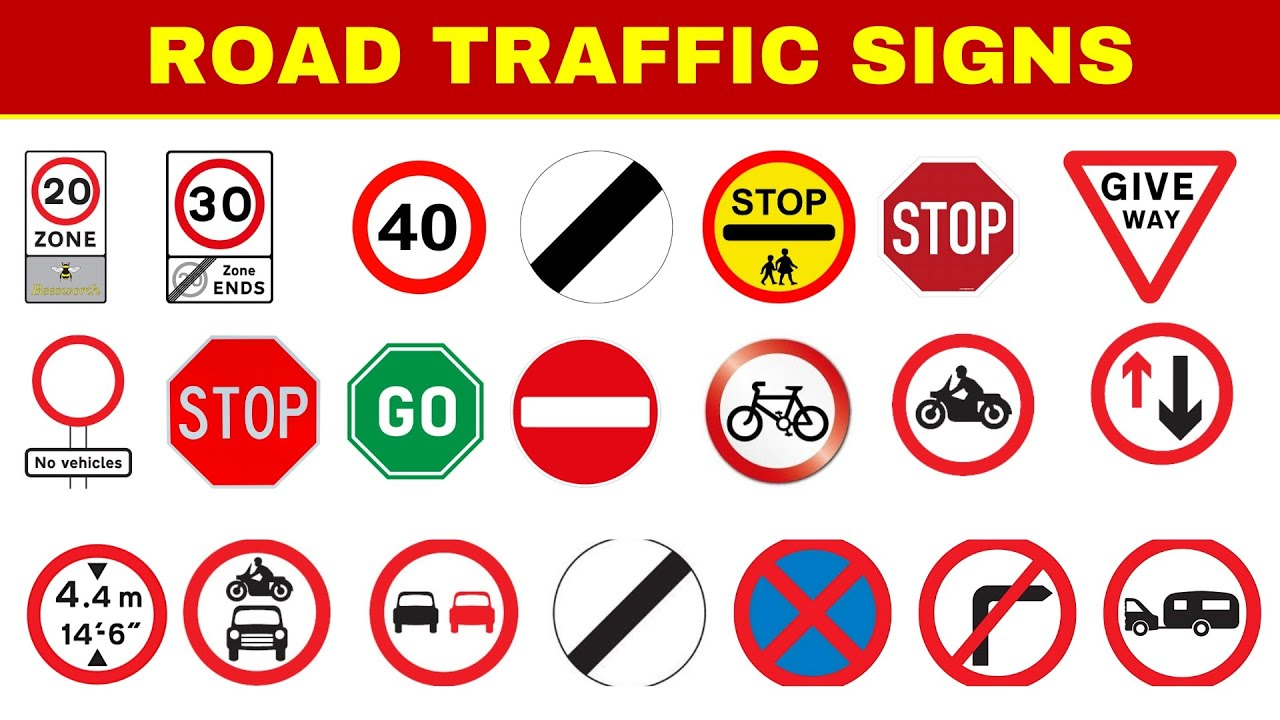 ROAD TRAFFIC SIGNS
20
ZONE
30
20
Zone
ENDS
40
STOP
STOP
GIVE
WAY
No vehicles
STOP
GO
4.4 m
14'-6"